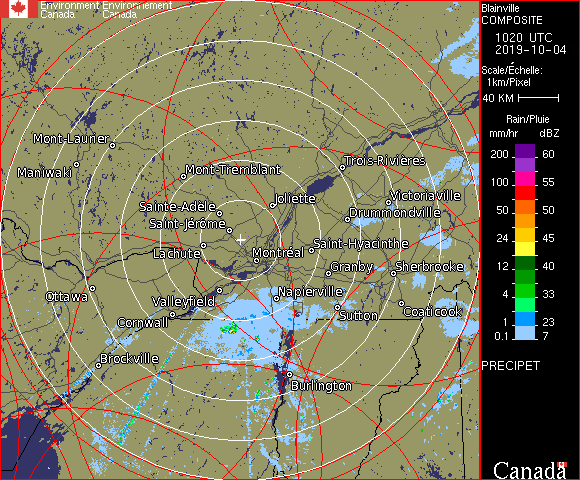 Environment Environnement
Canada Canada
Blainville
COMPOSITE
1020 UTC
2019-10-04
Scale/Échelle:
1km/Pixel
40 KM
Rain/Pluie
mm/hr dBZ
200 60
100 55
50 50
24 45
12 40
4 33
1 23
0.1 7
PRECIPET
Mont-Laurier
Maniwaki
Mont-Tremblant
Trois-Rivières
Sainte-Adèle
Joliette
Victoriaville
Saint-Jérôme
Drummondville
Lachute
Montréal
Saint-Hyacinthe
Granby
Sherbrooke
Ottawa
Valleyfield
Napierville
Cornwall
Sutton
Coaticook
Brockville
Burlington
Canada